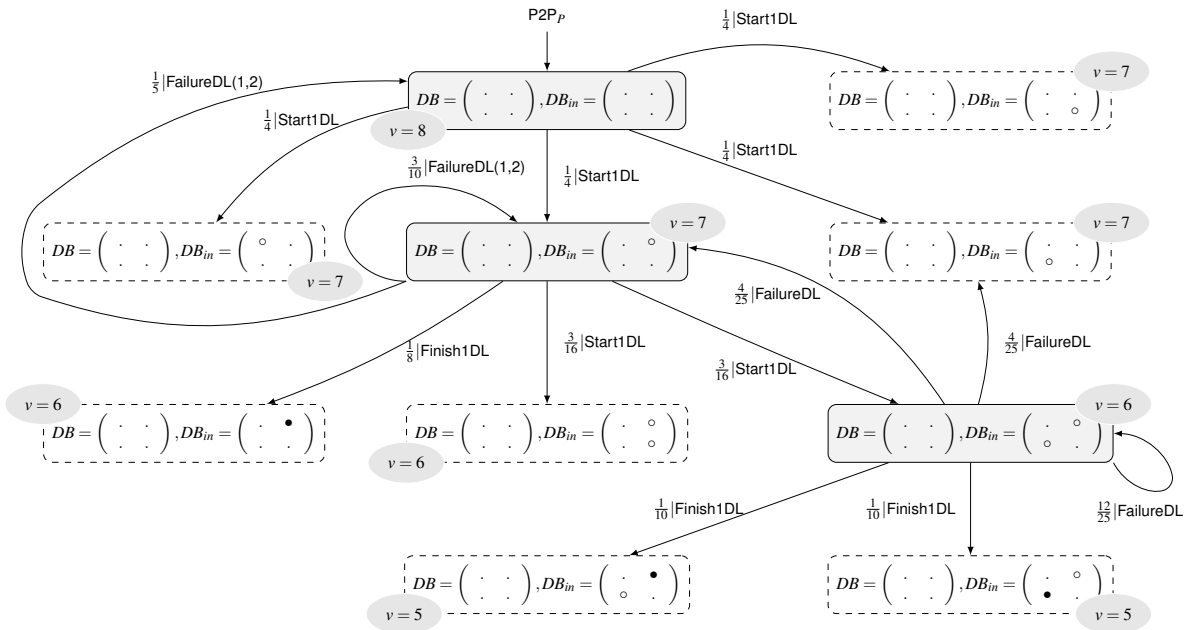 P2P_P
1/4|Start1DL
1/5|FailureDL(1,2)
DB = ( · · · · ), DB_in = ( · · · · )
v = 8
DB = ( · · · · ), DB_in = ( · · · ○ )
v = 7
1/4|Start1DL
1/4|Start1DL
3/10|FailureDL(1,2)
1/4|Start1DL
DB = ( · · · · ), DB_in = ( ○ · · · )
v = 7
DB = ( · · · · ), DB_in = ( · ○ · · )
v = 7
DB = ( · · · · ), DB_in = ( · · ○ · )
v = 7
4/25|FailureDL
1/8|Finish1DL
3/16|Start1DL
3/16|Start1DL
4/25|FailureDL
v = 6
DB = ( · · · · ), DB_in = ( · ● · · )
DB = ( · · · · ), DB_in = ( · ○ · ○ )
v = 6
DB = ( · · · · ), DB_in = ( · ○ ○ · )
v = 6
1/10|Finish1DL
1/10|Finish1DL
12/25|FailureDL
DB = ( · · · · ), DB_in = ( · ● ○ · )
v = 5
DB = ( · · · · ), DB_in = ( · ○ ● · )
v = 5